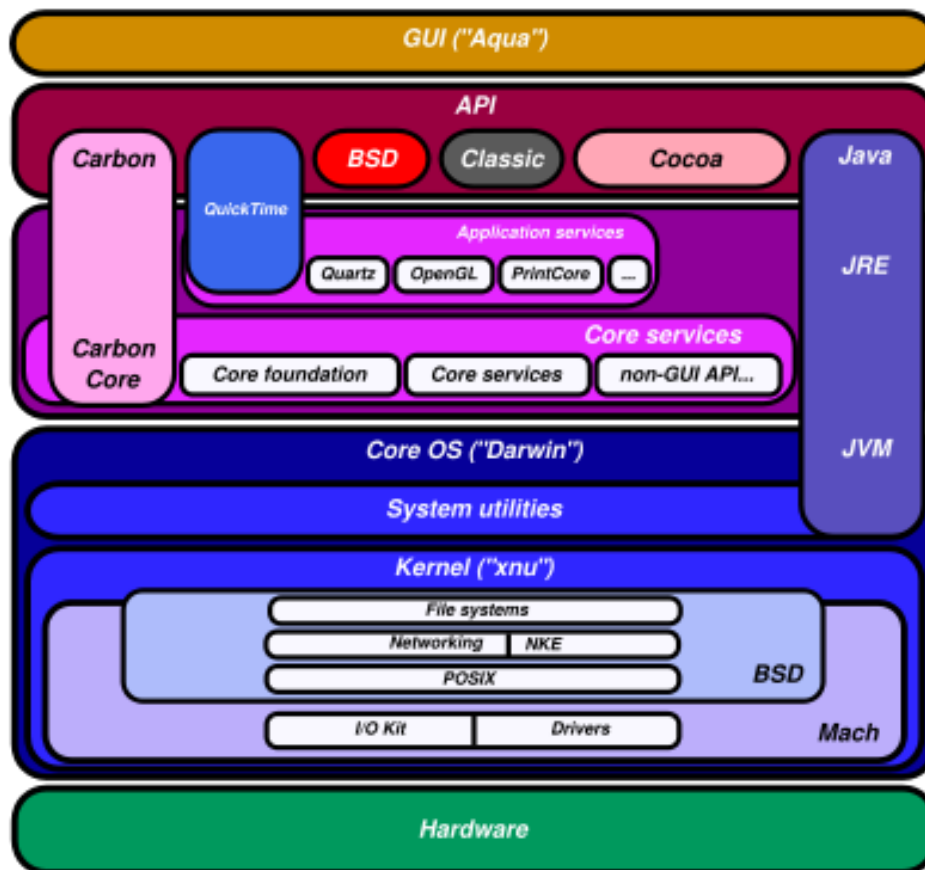 GUI ("Aqua")
API
Carbon
BSD
Classic
Cocoa
Java
QuickTime
Application services
Quartz
OpenGL
PrintCore
...
JRE
Core services
Carbon
Core
Core foundation
Core services
non-GUI API...
Core OS ("Darwin")
JVM
System utilities
Kernel ("xnu")
File systems
Networking
NKE
POSIX
BSD
I/O Kit
Drivers
Mach
Hardware